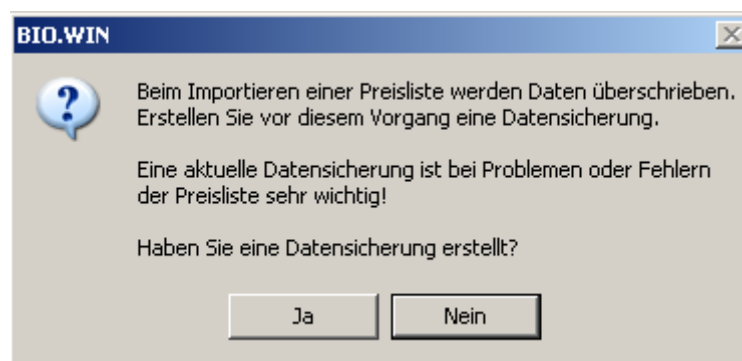 BIO.WIN
Beim Importieren einer Preisliste werden Daten überschrieben.
Erstellen Sie vor diesem Vorgang eine Datensicherung.
Eine aktuelle Datensicherung ist bei Problemen oder Fehlern
der Preisliste sehr wichtig!
Haben Sie eine Datensicherung erstellt?
Ja Nein